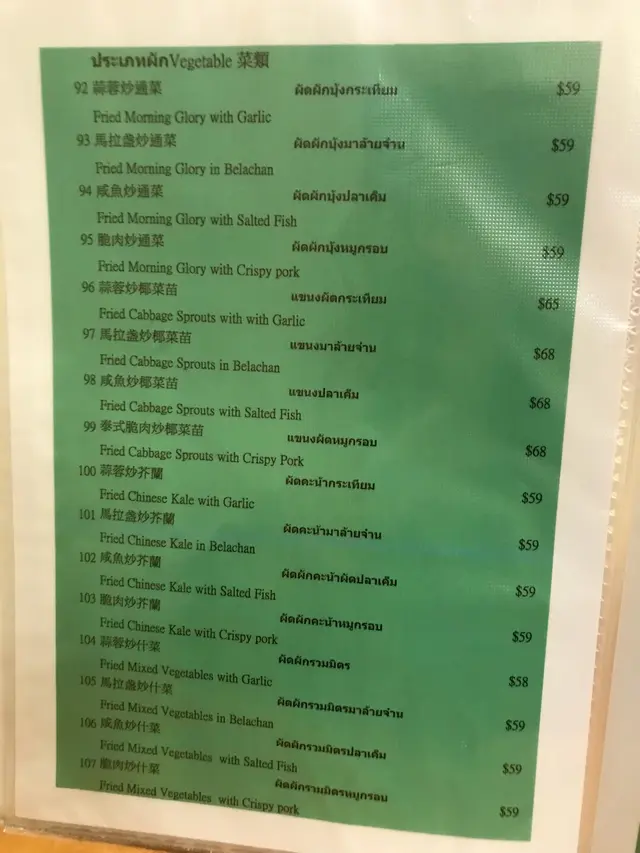 ประเภทผักVegetable 菜類
92 蒜蓉炒通菜 ผัดผักบุ้งกระเทียม $59
Fried Morning Glory with Garlic
93 馬拉盞炒通菜 ผัดผักบุ้งมาล้ายจ๋าน $59
Fried Morning Glory in Belachan
94 咸魚炒通菜 ผัดผักบุ้งปลาเค็ม $59
Fried Morning Glory with Salted Fish
95 脆肉炒通菜 ผัดผักบุ้งหมูกรอบ $59
Fried Morning Glory with Crispy pork
96 蒜蓉炒椰菜苗 แขนงผัดกระเทียม $65
Fried Cabbage Sprouts with with Garlic
97 馬拉盞炒椰菜苗 แขนงมาล้ายจ๋าน $68
Fried Cabbage Sprouts in Belachan
98 咸魚炒椰菜苗 แขนงปลาเค็ม $68
Fried Cabbage Sprouts with Salted Fish
99 泰式脆肉炒椰菜苗 แขนงผัดหมูกรอบ $68
Fried Cabbage Sprouts with Crispy Pork
100 蒜蓉炒芥蘭 ผัดคะน้ากระเทียม $59
Fried Chinese Kale with Garlic
101 馬拉盞炒芥蘭 ผัดคะน้ามาล้ายจ๋าน $59
Fried Chinese Kale in Belachan
102 咸魚炒芥蘭 ผัดผักคะน้าผัดปลาเค็ม $59
Fried Chinese Kale with Salted Fish
103 脆肉炒芥蘭 ผัดผักคะน้าหมูกรอบ $59
Fried Chinese Kale with Crispy pork
104 蒜蓉炒什菜 ผัดผักรวมมิตร $58
Fried Mixed Vegetables with Garlic
105 馬拉盞炒什菜 ผัดผักรวมมิตรมาล้ายจ๋าน $59
Fried Mixed Vegetables in Belachan
106 咸魚炒什菜 ผัดผักรวมมิตรปลาเค็ม $59
Fried Mixed Vegetables with Salted Fish
107 脆肉炒什菜 ผัดผักรวมมิตรหมูกรอบ $59
Fried Mixed Vegetables with Crispy pork